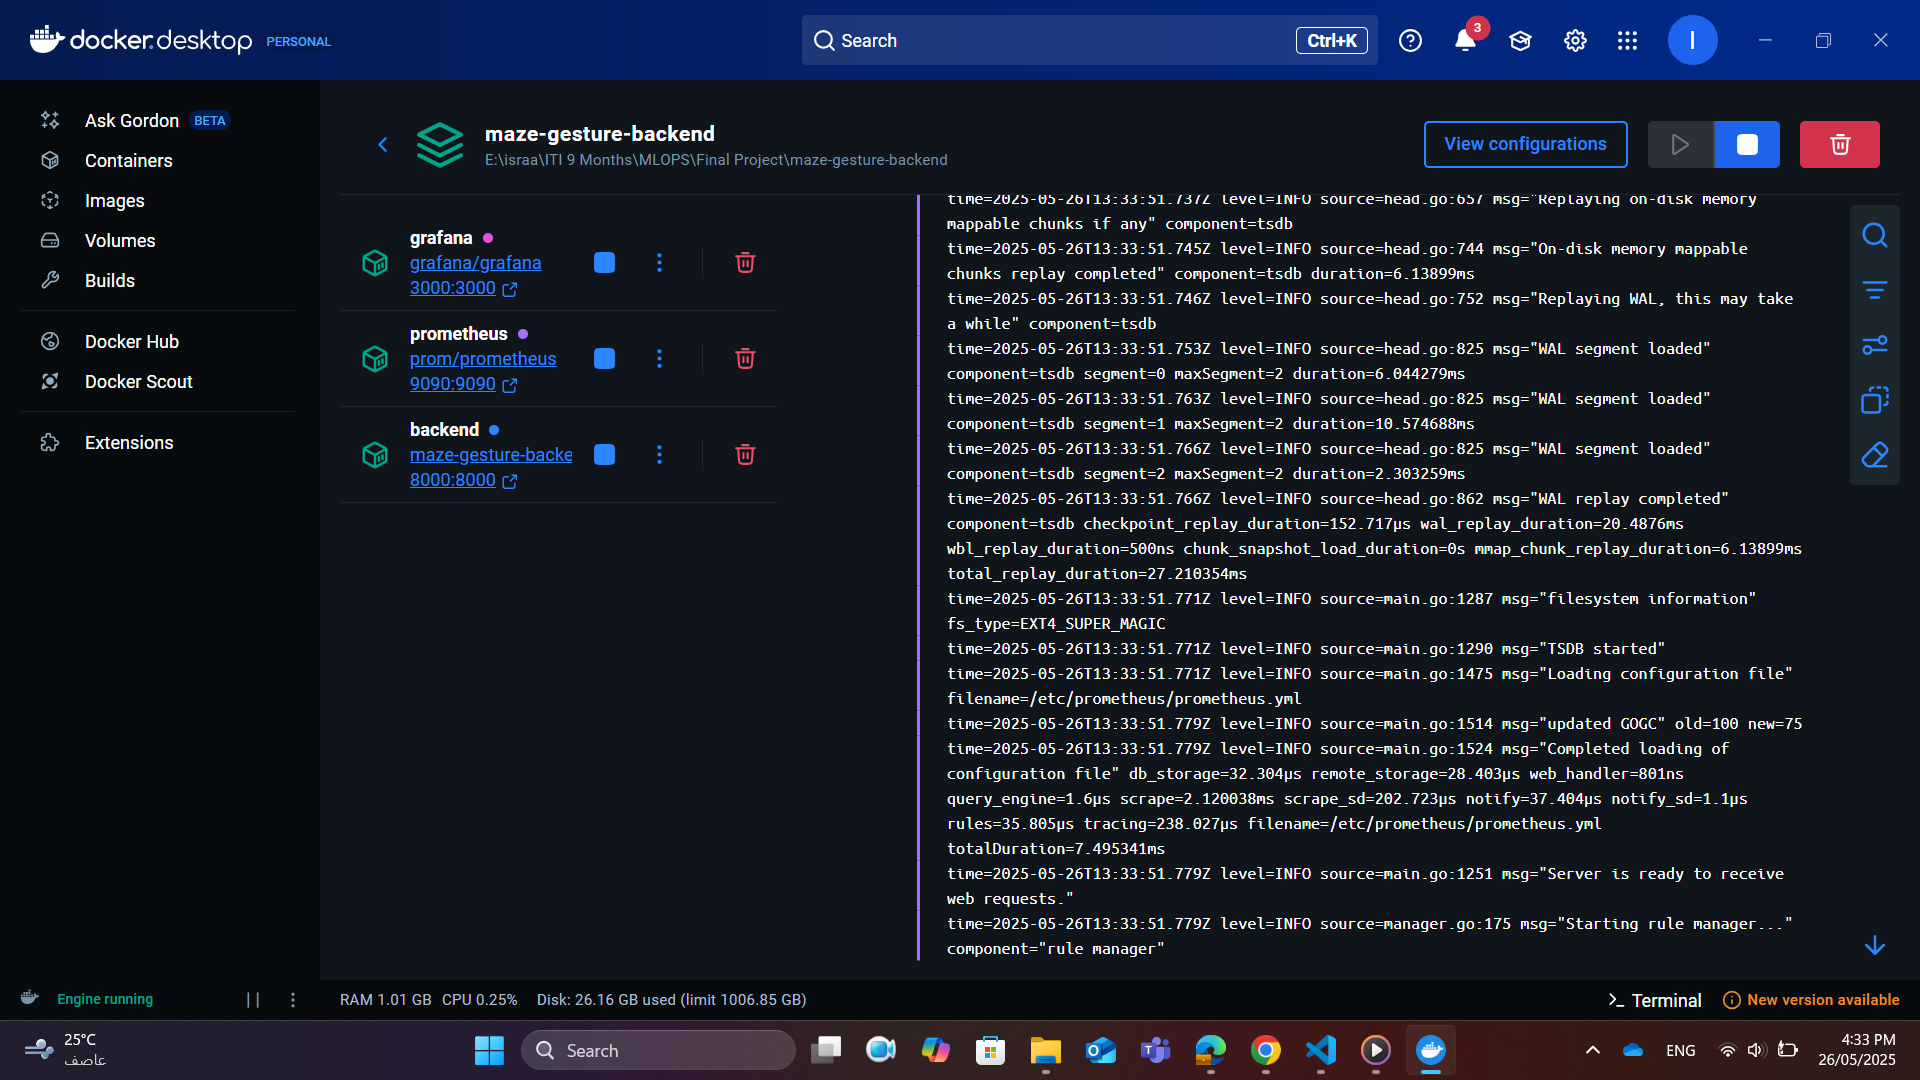 docker.desktop PERSONAL
Search Ctrl+K
3
I
Ask Gordon BETA
Containers
Images
Volumes
Builds
Docker Hub
Docker Scout
Extensions
maze-gesture-backend
E:\israa\ITI 9 Months\MLOPS\Final Project\maze-gesture-backend
View configurations
grafana
grafana/grafana
3000:3000
prometheus
prom/prometheus
9090:9090
backend
maze-gesture-backe
8000:8000
time=2025-05-26T13:33:51.737Z level=INFO source=head.go:657 msg="Replaying on-disk memory
mappable chunks if any" component=tsdb
time=2025-05-26T13:33:51.745Z level=INFO source=head.go:744 msg="On-disk memory mappable
chunks replay completed" component=tsdb duration=6.13899ms
time=2025-05-26T13:33:51.746Z level=INFO source=head.go:752 msg="Replaying WAL, this may take
a while" component=tsdb
time=2025-05-26T13:33:51.753Z level=INFO source=head.go:825 msg="WAL segment loaded"
component=tsdb segment=0 maxSegment=2 duration=6.044279ms
time=2025-05-26T13:33:51.763Z level=INFO source=head.go:825 msg="WAL segment loaded"
component=tsdb segment=1 maxSegment=2 duration=10.574688ms
time=2025-05-26T13:33:51.766Z level=INFO source=head.go:825 msg="WAL segment loaded"
component=tsdb segment=2 maxSegment=2 duration=2.303259ms
time=2025-05-26T13:33:51.766Z level=INFO source=head.go:862 msg="WAL replay completed"
component=tsdb checkpoint_replay_duration=152.717µs wal_replay_duration=20.4876ms
wbl_replay_duration=500ns chunk_snapshot_load_duration=0s mmap_chunk_replay_duration=6.13899ms
total_replay_duration=27.210354ms
time=2025-05-26T13:33:51.771Z level=INFO source=main.go:1287 msg="filesystem information"
fs_type=EXT4_SUPER_MAGIC
time=2025-05-26T13:33:51.771Z level=INFO source=main.go:1290 msg="TSDB started"
time=2025-05-26T13:33:51.771Z level=INFO source=main.go:1475 msg="Loading configuration file"
filename=/etc/prometheus/prometheus.yml
time=2025-05-26T13:33:51.779Z level=INFO source=main.go:1514 msg="updated GOGC" old=100 new=75
time=2025-05-26T13:33:51.779Z level=INFO source=main.go:1524 msg="Completed loading of
configuration file" db_storage=32.304µs remote_storage=28.403µs web_handler=801ns
query_engine=1.6µs scrape=2.120038ms scrape_sd=202.723µs notify=37.404µs notify_sd=1.1µs
rules=35.805µs tracing=238.027µs filename=/etc/prometheus/prometheus.yml
totalDuration=7.495341ms
time=2025-05-26T13:33:51.779Z level=INFO source=main.go:1251 msg="Server is ready to receive
web requests."
time=2025-05-26T13:33:51.779Z level=INFO source=manager.go:175 msg="Starting rule manager..."
component="rule manager"
Engine running
RAM 1.01 GB CPU 0.25% Disk: 26.16 GB used (limit 1006.85 GB)
Terminal
New version available
25°C
عاصف
Search
ENG
4:33 PM
26/05/2025